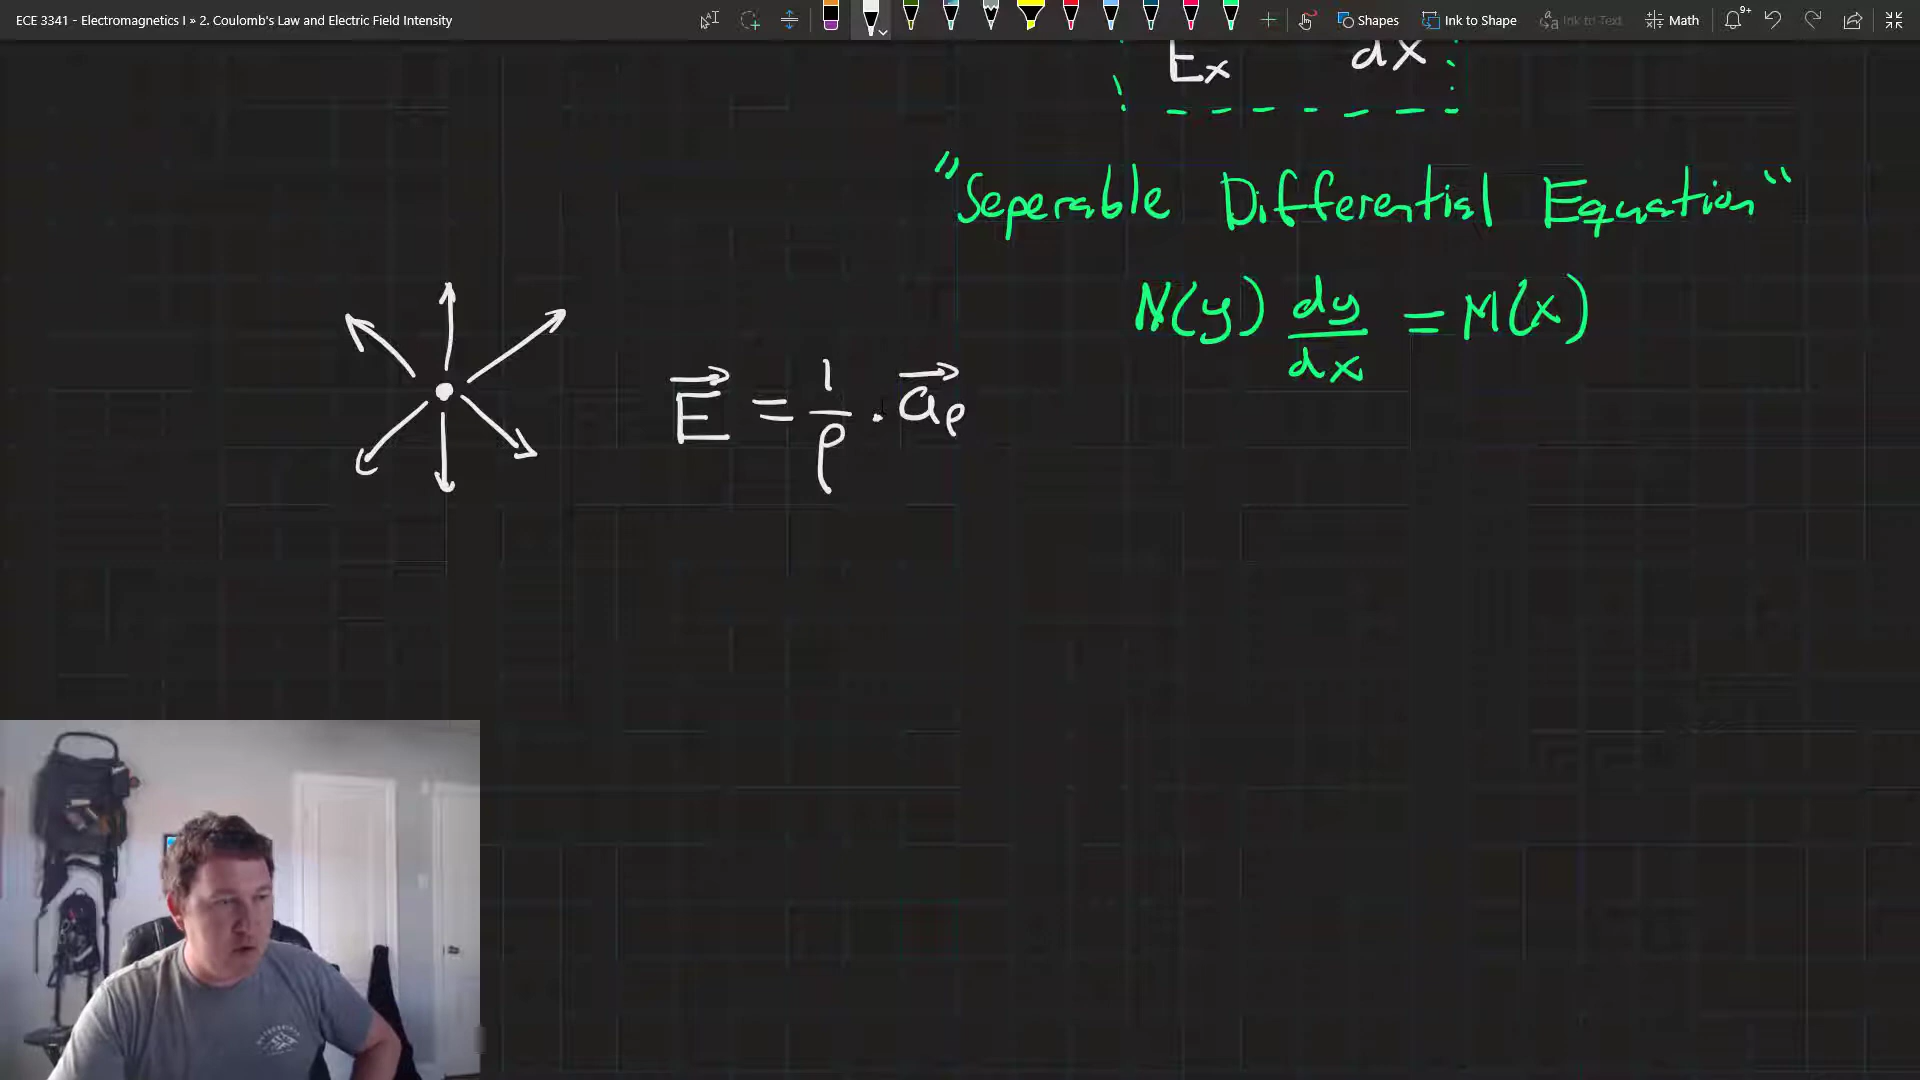 ECE 3341 - Electromagnetics I » 2. Coulomb's Law and Electric Field Intensity
Shapes Ink to Shape Ink to Text Math 9+
Ex dx
"Seperable Differential Equation"
N(y) dy/dx = M(x)
E⃗ = 1/ρ · a⃗ρ